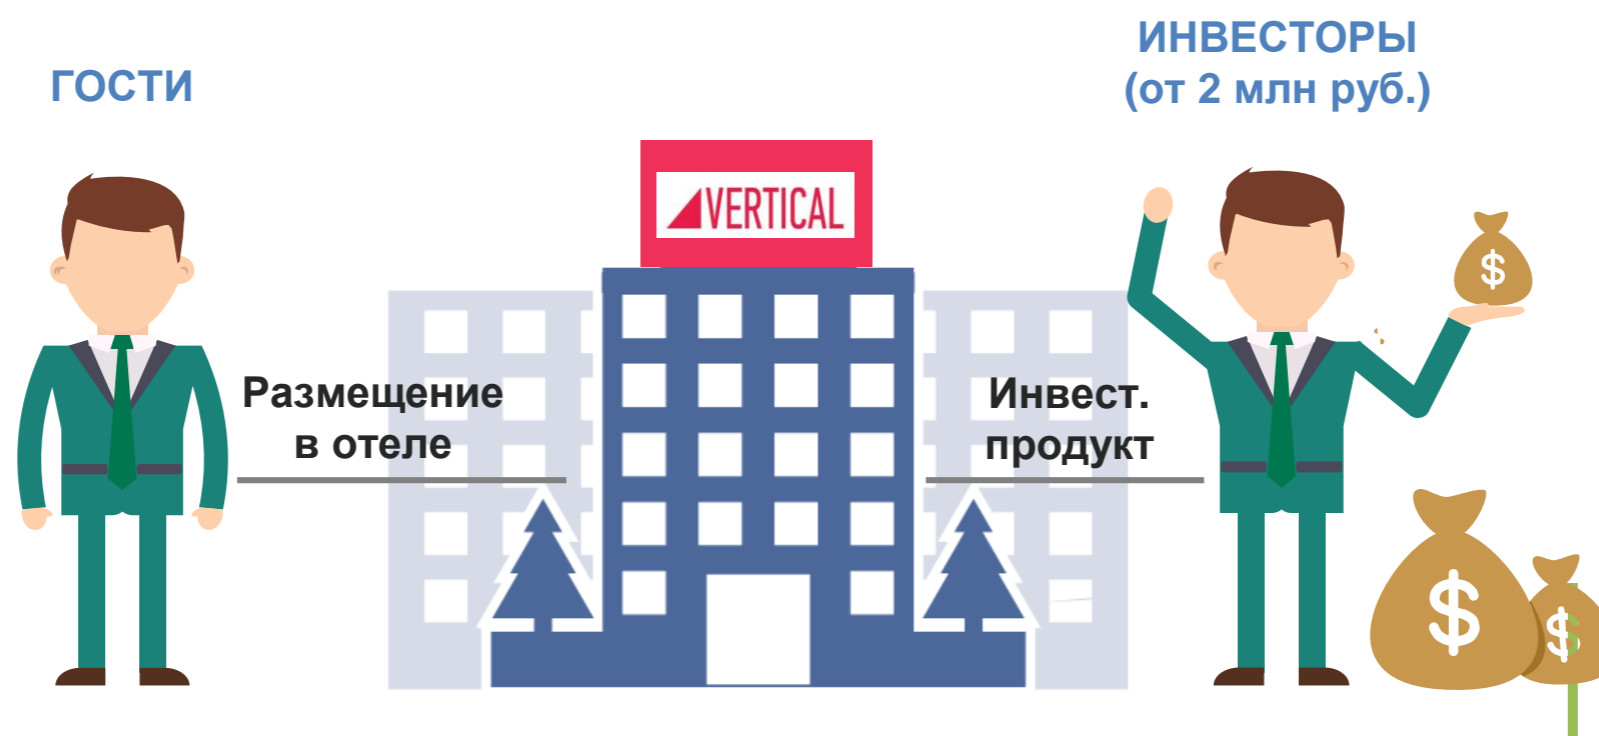 ГОСТИ
ИНВЕСТОРЫ
(от 2 млн руб.)
VERTICAL
Размещение
в отеле
Инвест.
продукт
$
$
$